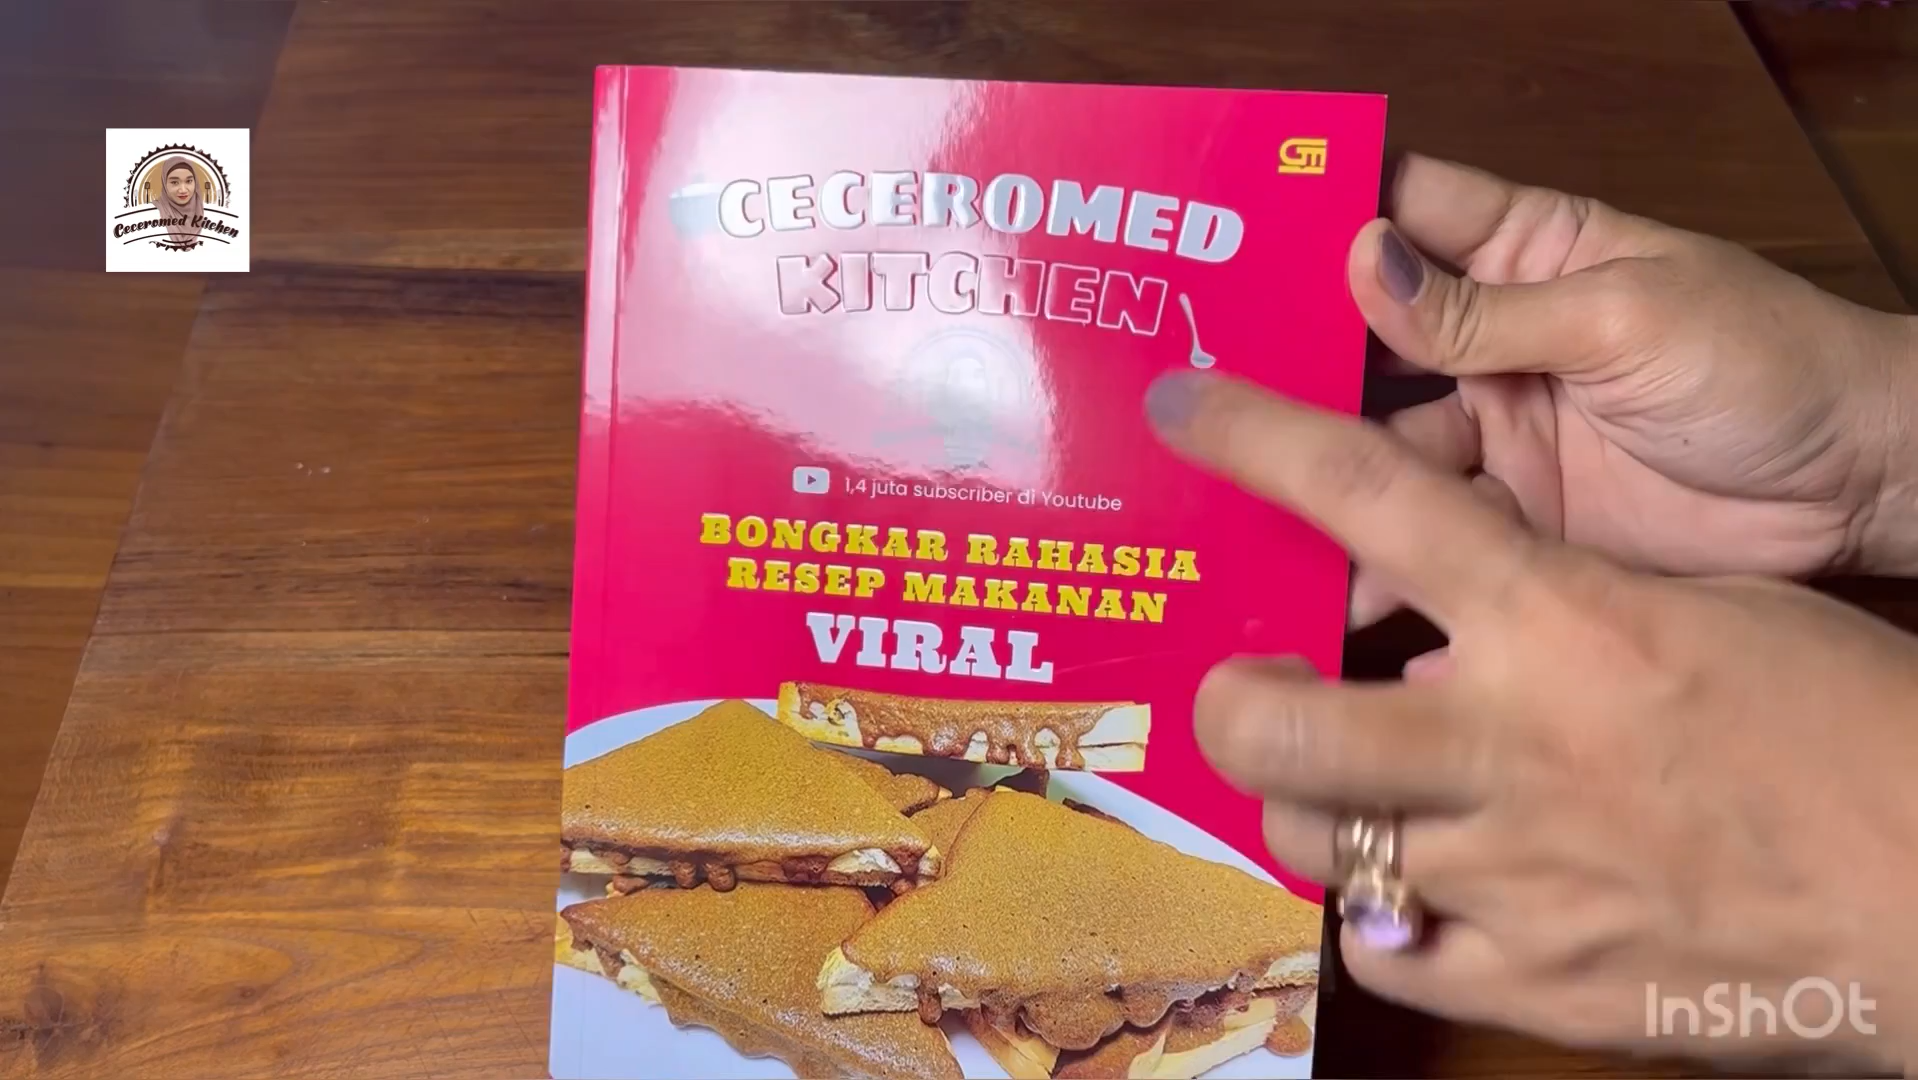 Ceceromed Kitchen
GM
CECEROMED
KITCHEN
1,4 juta subscriber di Youtube
BONGKAR RAHASIA
RESEP MAKANAN
VIRAL
InShOt